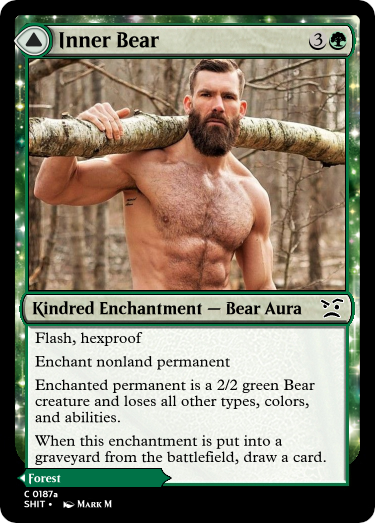 Inner Bear 3
Kindred Enchantment — Bear Aura
Flash, hexproof
Enchant nonland permanent
Enchanted permanent is a 2/2 green Bear
creature and loses all other types, colors,
and abilities.
When this enchantment is put into a
graveyard from the battlefield, draw a card.
Forest
C 0187a
SHIT • Mark M